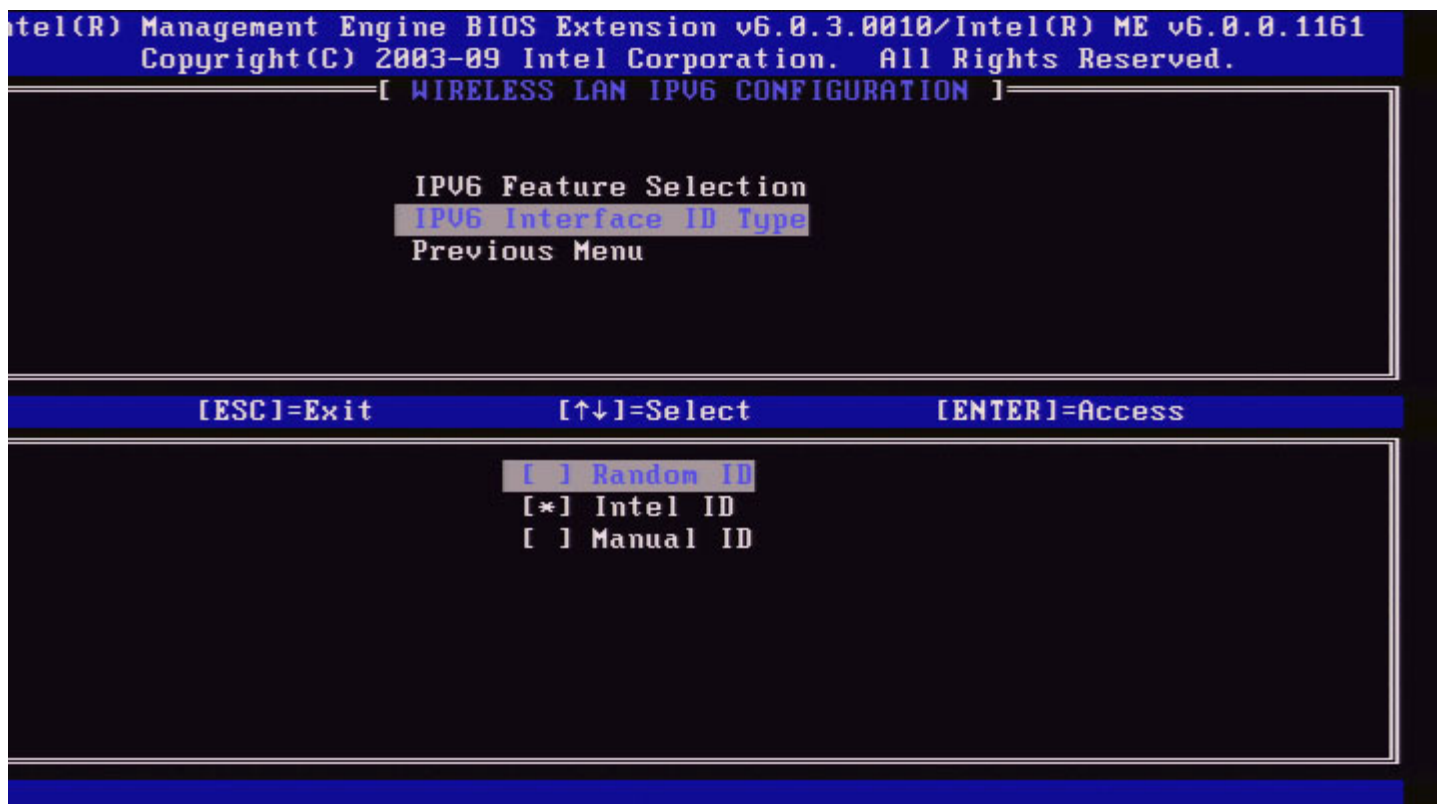 tel(R) Management Engine BIOS Extension v6.0.3.0010/Intel(R) ME v6.0.0.1161
Copyright(C) 2003-09 Intel Corporation. All Rights Reserved.
[ WIRELESS LAN IPV6 CONFIGURATION ]
IPV6 Feature Selection
IPV6 Interface ID Type
Previous Menu
[ESC]=Exit [↑↓]=Select [ENTER]=Access
[ ] Random ID
[*] Intel ID
[ ] Manual ID